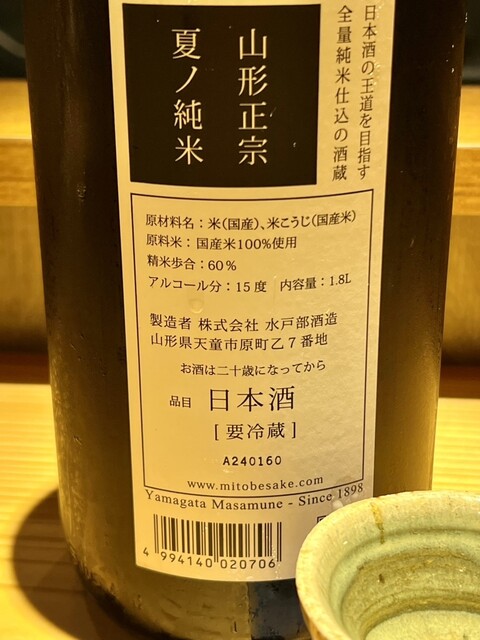 日本酒の王道を目指す
全量純米仕込の酒蔵
山形正宗
夏ノ純米
原材料名：米(国産)、米こうじ(国産米)
原料米：国産米100%使用
精米歩合：60%
アルコール分：15度　内容量：1.8L
製造者 株式会社 水戸部酒造
山形県天童市原町乙7番地
お酒は二十歳になってから
品目 日本酒
[要冷蔵]
A240160
www.mitobesake.com
Yamagata Masamune - Since 1898
4 994140 020706